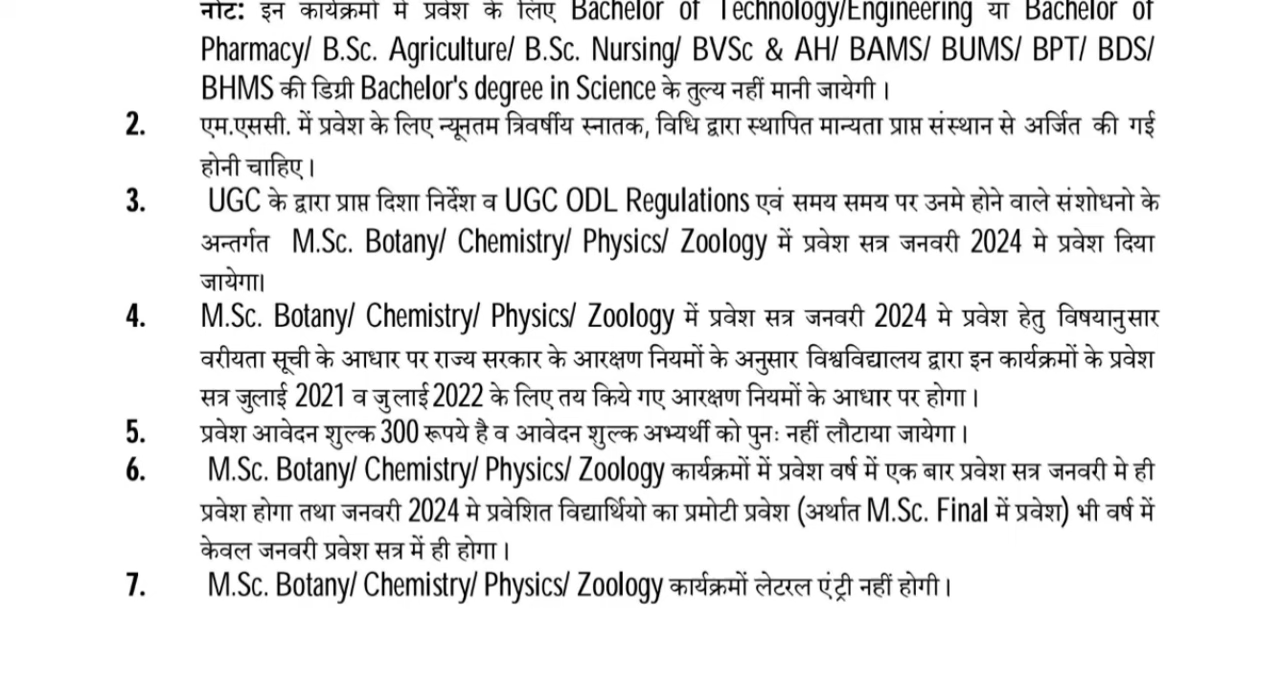 नोट: इन कार्यक्रमों में प्रवेश के लिए Bachelor of Technology/Engineering या Bachelor of
Pharmacy/ B.Sc. Agriculture/ B.Sc. Nursing/ BVSc & AH/ BAMS/ BUMS/ BPT/ BDS/
BHMS की डिग्री Bachelor's degree in Science के तुल्य नहीं मानी जायेगी।
2. एम.एससी. में प्रवेश के लिए न्यूनतम त्रिवर्षीय स्नातक, विधि द्वारा स्थापित मान्यता प्राप्त संस्थान से अर्जित की गई
होनी चाहिए।
3. UGC के द्वारा प्राप्त दिशा निर्देश व UGC ODL Regulations एवं समय समय पर उनमे होने वाले संशोधनो के
अन्तर्गत M.Sc. Botany/ Chemistry/ Physics/ Zoology में प्रवेश सत्र जनवरी 2024 मे प्रवेश दिया
जायेगा।
4. M.Sc. Botany/ Chemistry/ Physics/ Zoology में प्रवेश सत्र जनवरी 2024 मे प्रवेश हेतु विषयानुसार
वरीयता सूची के आधार पर राज्य सरकार के आरक्षण नियमों के अनुसार विश्वविद्यालय द्वारा इन कार्यक्रमों के प्रवेश
सत्र जुलाई 2021 व जुलाई 2022 के लिए तय किये गए आरक्षण नियमों के आधार पर होगा।
5. प्रवेश आवेदन शुल्क 300 रूपये है व आवेदन शुल्क अभ्यर्थी को पुनः नहीं लौटाया जायेगा।
6. M.Sc. Botany/ Chemistry/ Physics/ Zoology कार्यक्रमों में प्रवेश वर्ष में एक बार प्रवेश सत्र जनवरी मे ही
प्रवेश होगा तथा जनवरी 2024 मे प्रवेशित विद्यार्थियो का प्रमोटी प्रवेश (अर्थात M.Sc. Final में प्रवेश) भी वर्ष में
केवल जनवरी प्रवेश सत्र में ही होगा।
7. M.Sc. Botany/ Chemistry/ Physics/ Zoology कार्यक्रमों लेटरल एंट्री नहीं होगी।